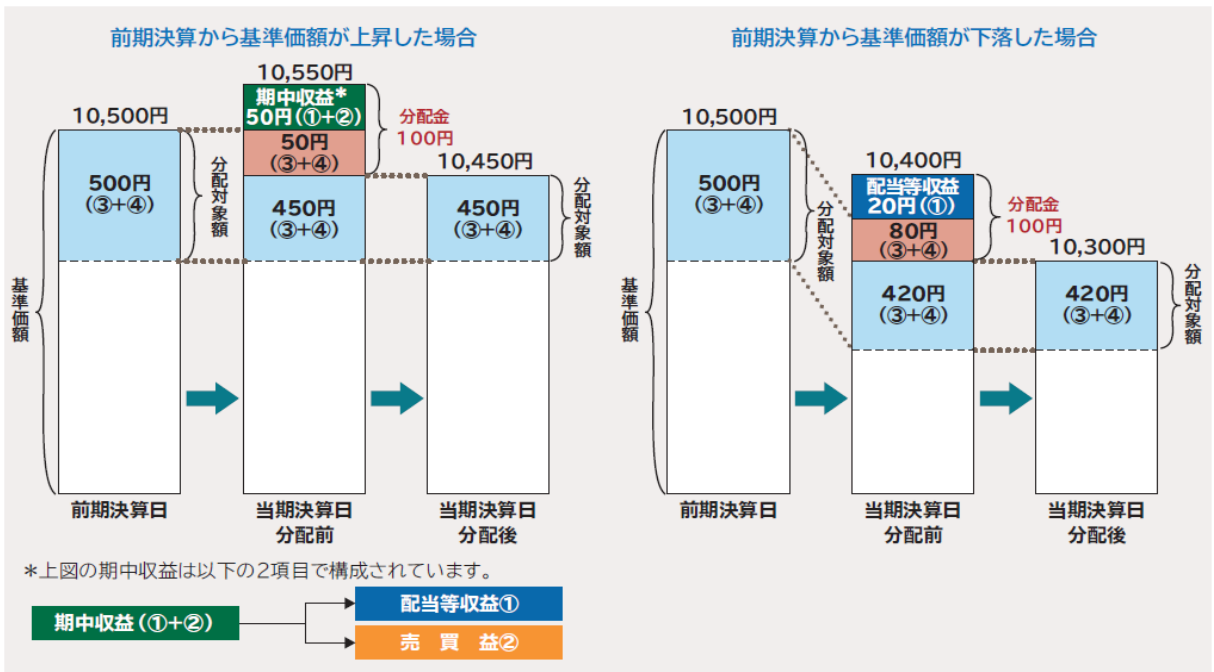 前期決算から基準価額が上昇した場合
10,500円
500円
(③+④)
分配対象額
基準価額
前期決算日
10,550円
期中収益*
50円(①+②)
50円
(③+④)
450円
(③+④)
分配金
100円
当期決算日
分配前
10,450円
450円
(③+④)
分配対象額
当期決算日
分配後
前期決算から基準価額が下落した場合
10,500円
500円
(③+④)
分配対象額
基準価額
前期決算日
10,400円
配当等収益
20円(①)
80円
(③+④)
420円
(③+④)
分配金
100円
当期決算日
分配前
10,300円
420円
(③+④)
分配対象額
当期決算日
分配後
*上図の期中収益は以下の2項目で構成されています。
期中収益(①+②)
配当等収益①
売 買 益②